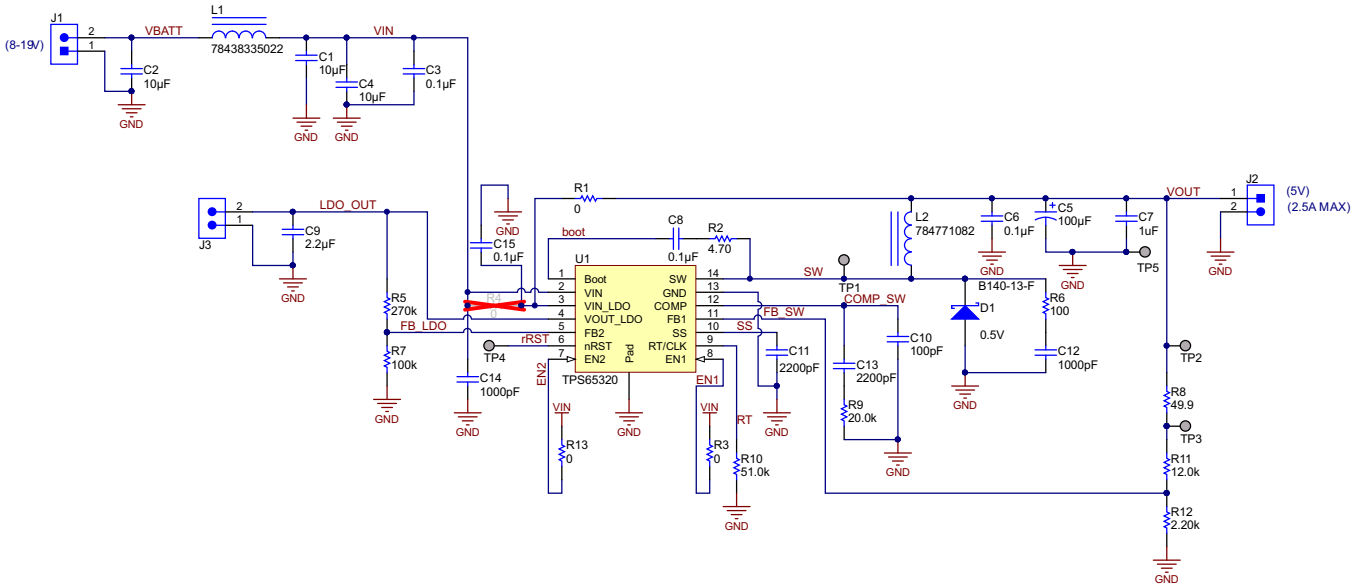 J1
(8-19V)
2
1
VBATT
L1
78438335022
VIN
C2
10µF
GND
C1
10µF
GND
C4
10µF
GND
C3
0.1µF
J3
2
1
LDO_OUT
C9
2.2µF
GND
R5
270k
FB_LDO
R7
100k
GND
GND
C15
0.1µF
R4
0
R1
0
boot
C8
0.1µF
R2
4.70
U1
1 Boot
2 VIN
3 VIN_LDO
4 VOUT_LDO
5 FB2
6 nRST
7 EN2
SW 14
GND 13
COMP 12
FB1 11
SS 10
RT/CLK 9
EN1 8
Pad
TPS65320
GND
rRST
TP4
C14
1000pF
GND
EN2
VIN
R13
0
EN1
VIN
R3
0
RT
R10
51.0k
GND
SS
C11
2200pF
GND
SW
TP1
COMP_SW
FB_SW
C13
2200pF
R9
20.0k
C10
100pF
GND
L2
784771082
B140-13-F
D1
0.5V
GND
R6
100
C12
1000pF
C6
0.1µF
GND
+
C5
100µF
GND
C7
1uF
TP5
VOUT
J2
1
2
(5V)
(2.5A MAX)
GND
TP2
R8
49.9
TP3
R11
12.0k
R12
2.20k
GND